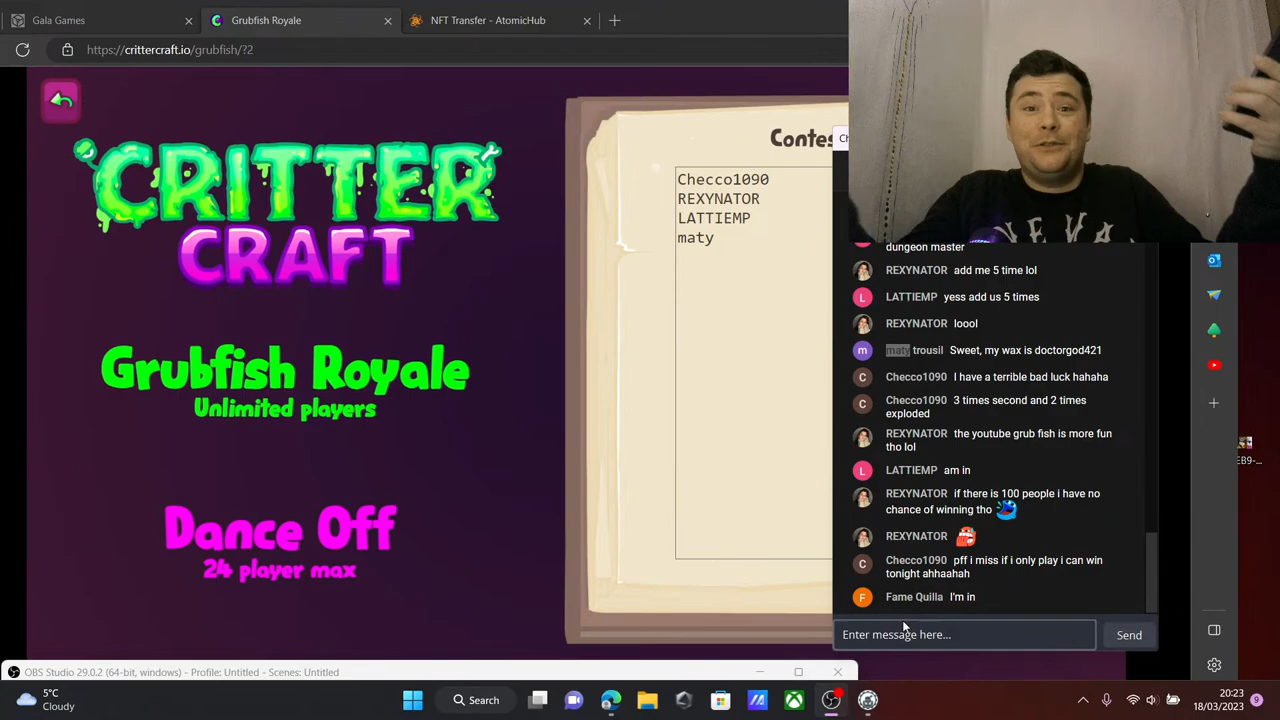 Gala Games
Grubfish Royale
NFT Transfer - AtomicHub
https://crittercraft.io/grubfish/?2
CRITTER
CRAFT
Grubfish Royale
Unlimited players
Dance Off
24 player max
Contes
Checco1090
REXYNATOR
LATTIEMP
maty
Ch
dungeon master
REXYNATOR add me 5 time lol
LATTIEMP yess add us 5 times
REXYNATOR loool
m maty trousil Sweet, my wax is doctorgod421
C Checco1090 I have a terrible bad luck hahaha
C Checco1090 3 times second and 2 times
exploded
REXYNATOR the youtube grub fish is more fun
tho lol
L LATTIEMP am in
REXYNATOR if there is 100 people i have no
chance of winning tho
REXYNATOR
C Checco1090 pff i miss if i only play i can win
tonight ahhaahah
F Fame Quilla I'm in
Enter message here...
Send
EB9-...
OBS Studio 29.0.2 (64-bit, windows) - Profile: Untitled - Scenes: Untitled
5°C
Cloudy
Search
20:23
18/03/2023
9